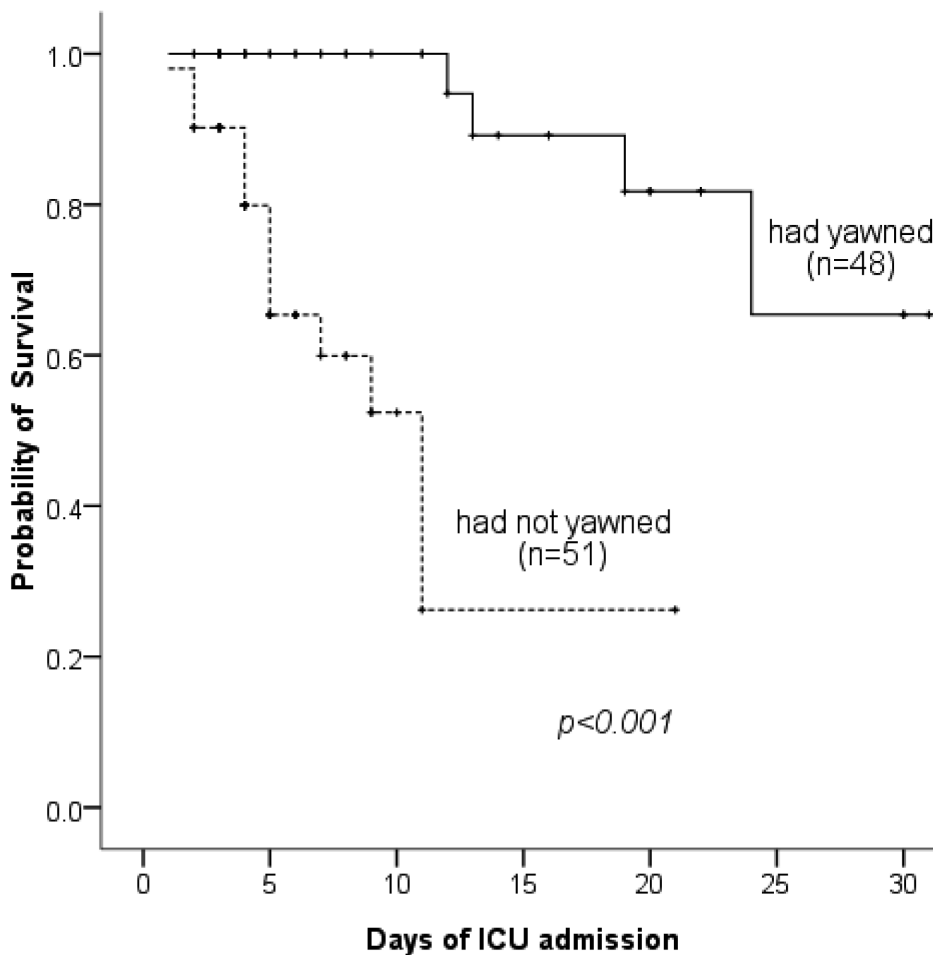 1.0
0.8
0.6
0.4
0.2
0.0
Probability of Survival
had yawned
(n=48)
had not yawned
(n=51)
p<0.001
0 5 10 15 20 25 30
Days of ICU admission